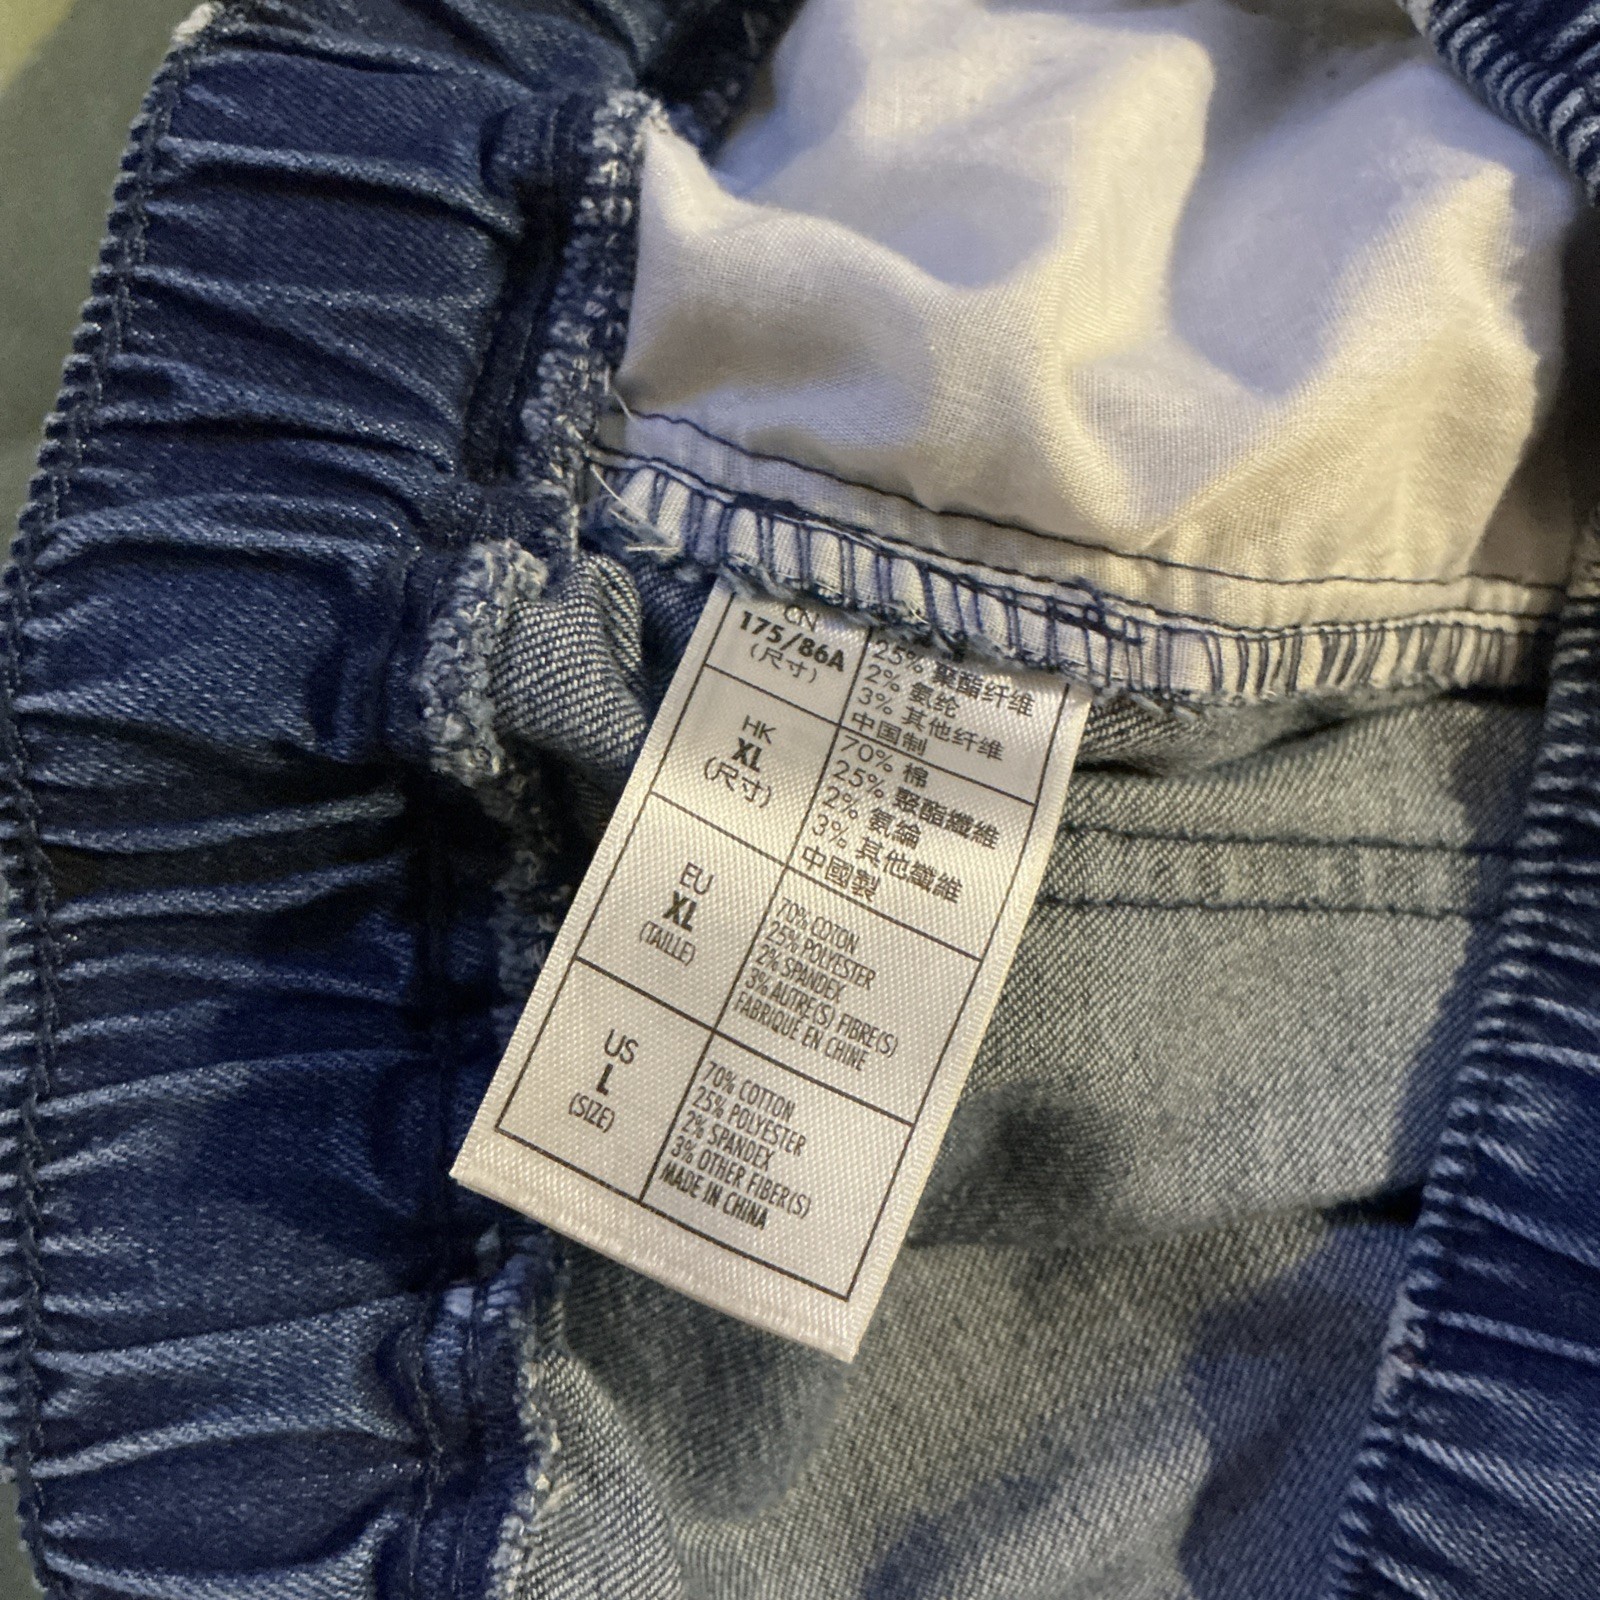 CN
175/86A
(尺寸)
25% 聚酯纤维
2% 氨纶
3% 其他纤维
中国制
HK
XL
(尺寸)
70% 棉
25% 聚酯纖維
2% 氨綸
3% 其他纖維
中國製
EU
XL
(TAILLE)
70% COTON
25% POLYESTER
2% SPANDEX
3% AUTRE(S) FIBRE(S)
FABRIQUÉ EN CHINE
US
L
(SIZE)
70% COTTON
25% POLYESTER
2% SPANDEX
3% OTHER FIBER(S)
MADE IN CHINA